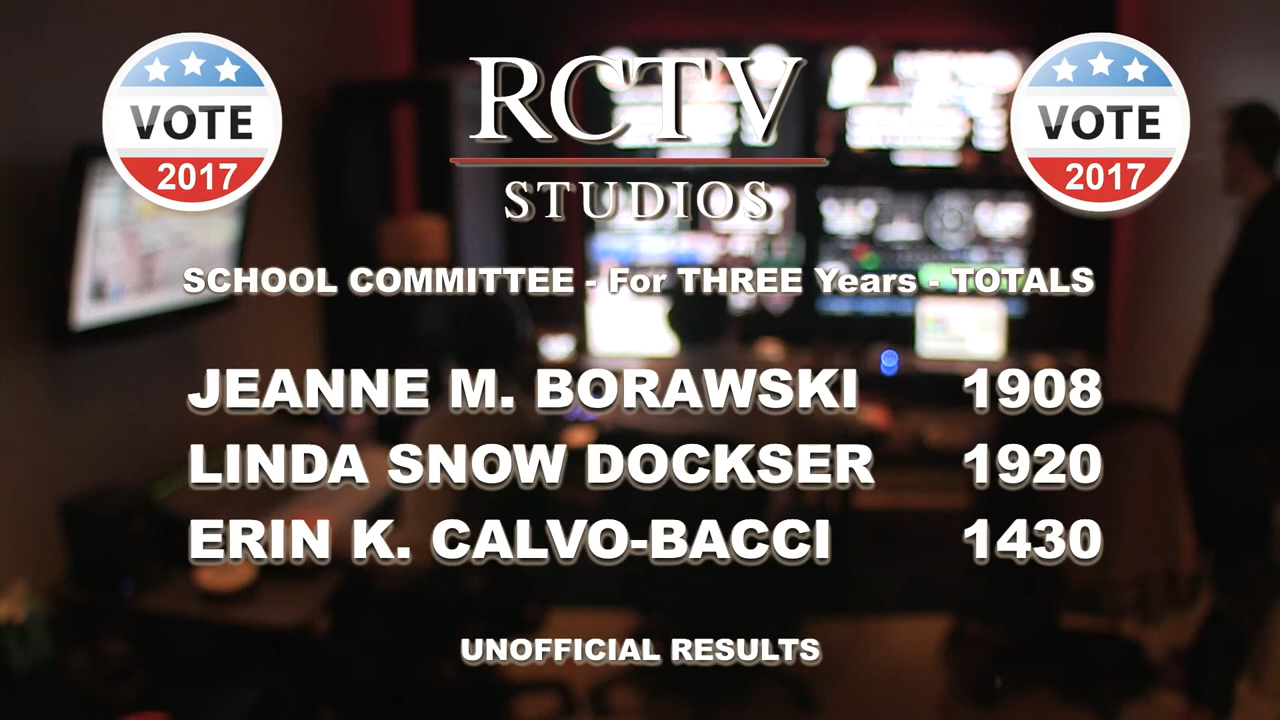 VOTE
2017
RCTV
STUDIOS
VOTE
2017
SCHOOL COMMITTEE - For THREE Years - TOTALS
JEANNE M. BORAWSKI 1908
LINDA SNOW DOCKSER 1920
ERIN K. CALVO-BACCI 1430
UNOFFICIAL RESULTS